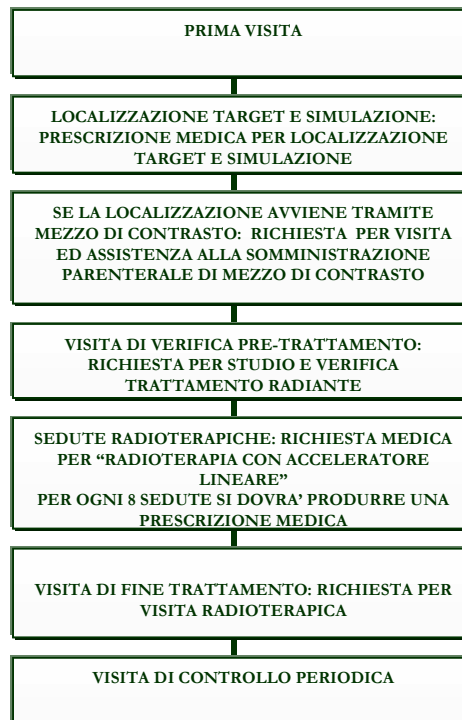 PRIMA VISITA
LOCALIZZAZIONE TARGET E SIMULAZIONE:
PRESCRIZIONE MEDICA PER LOCALIZZAZIONE
TARGET E SIMULAZIONE
SE LA LOCALIZZAZIONE AVVIENE TRAMITE
MEZZO DI CONTRASTO: RICHIESTA PER VISITA
ED ASSISTENZA ALLA SOMMINISTRAZIONE
PARENTERALE DI MEZZO DI CONTRASTO
VISITA DI VERIFICA PRE-TRATTAMENTO:
RICHIESTA PER STUDIO E VERIFICA
TRATTAMENTO RADIANTE
SEDUTE RADIOTERAPICHE: RICHIESTA MEDICA
PER “RADIOTERAPIA CON ACCELERATORE
LINEARE”
PER OGNI 8 SEDUTE SI DOVRA’ PRODURRE UNA
PRESCRIZIONE MEDICA
VISITA DI FINE TRATTAMENTO: RICHIESTA PER
VISITA RADIOTERAPICA
VISITA DI CONTROLLO PERIODICA